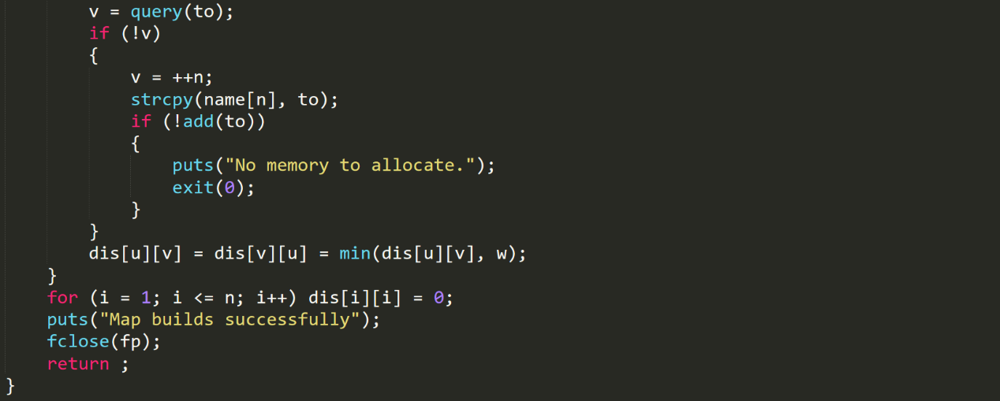 v = query(to);
        if (!v)
        {
            v = ++n;
            strcpy(name[n], to);
            if (!add(to))
            {
                puts("No memory to allocate.");
                exit(0);
            }
        }
        dis[u][v] = dis[v][u] = min(dis[u][v], w);
    }
    for (i = 1; i <= n; i++) dis[i][i] = 0;
    puts("Map builds successfully");
    fclose(fp);
    return ;
}